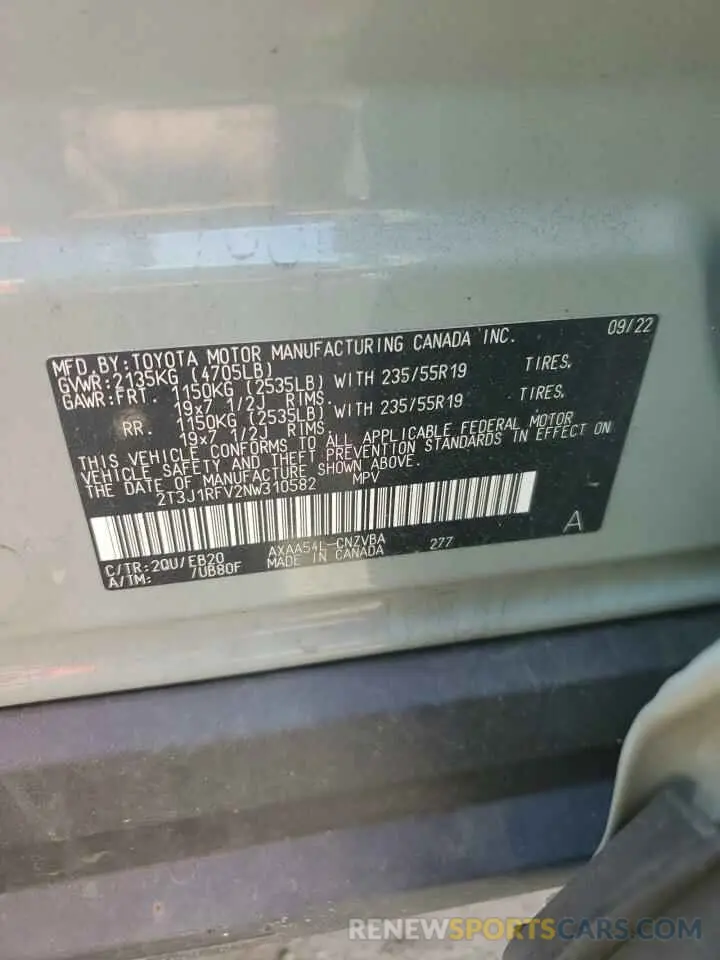 MFD.BY:TOYOTA MOTOR MANUFACTURING CANADA INC. 09/22
GVWR:2135KG (4705LB)
GAWR:FRT. 1150KG (2535LB) WITH 235/55R19 TIRES,
19x7 1/2J RIMS.
RR. 1150KG (2535LB) WITH 235/55R19 TIRES,
19x7 1/2J RIMS.
THIS VEHICLE CONFORMS TO ALL APPLICABLE FEDERAL MOTOR
VEHICLE SAFETY AND THEFT PREVENTION STANDARDS IN EFFECT ON
THE DATE OF MANUFACTURE SHOWN ABOVE.
2T3J1RFV2NW310582 MPV
A
C/TR:2QU/EB20 AXAA54L-CNZVBA 277
A/TM: /UB80F MADE IN CANADA
RENEWSPORTSCARS.COM